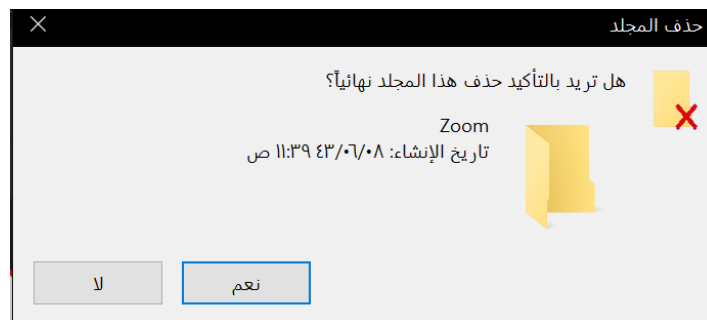 حذف المجلد
هل تريد بالتأكيد حذف هذا المجلد نهائياً؟
Zoom
تاريخ الإنشاء: ٤٣/٠٦/٠٨ ١١:٣٩ ص
نعم
لا